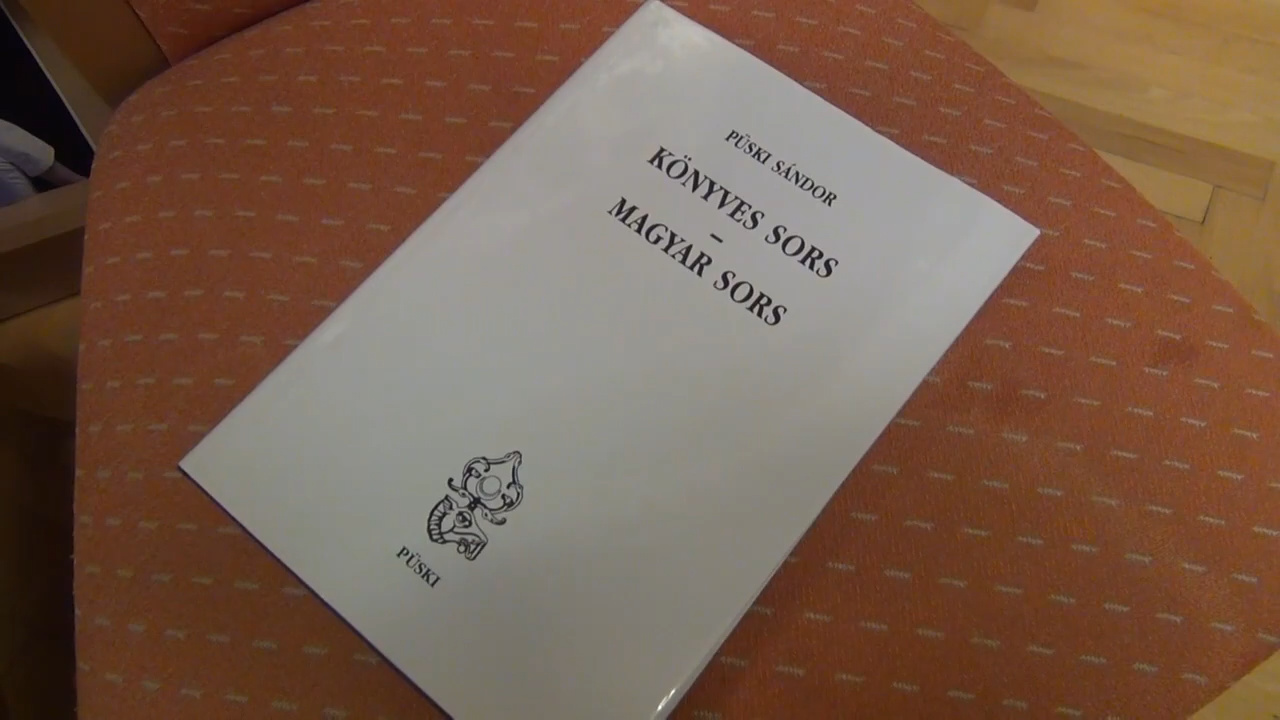 PÜSKI SÁNDOR
KÖNYVES SORS
–
MAGYAR SORS
PÜSKI